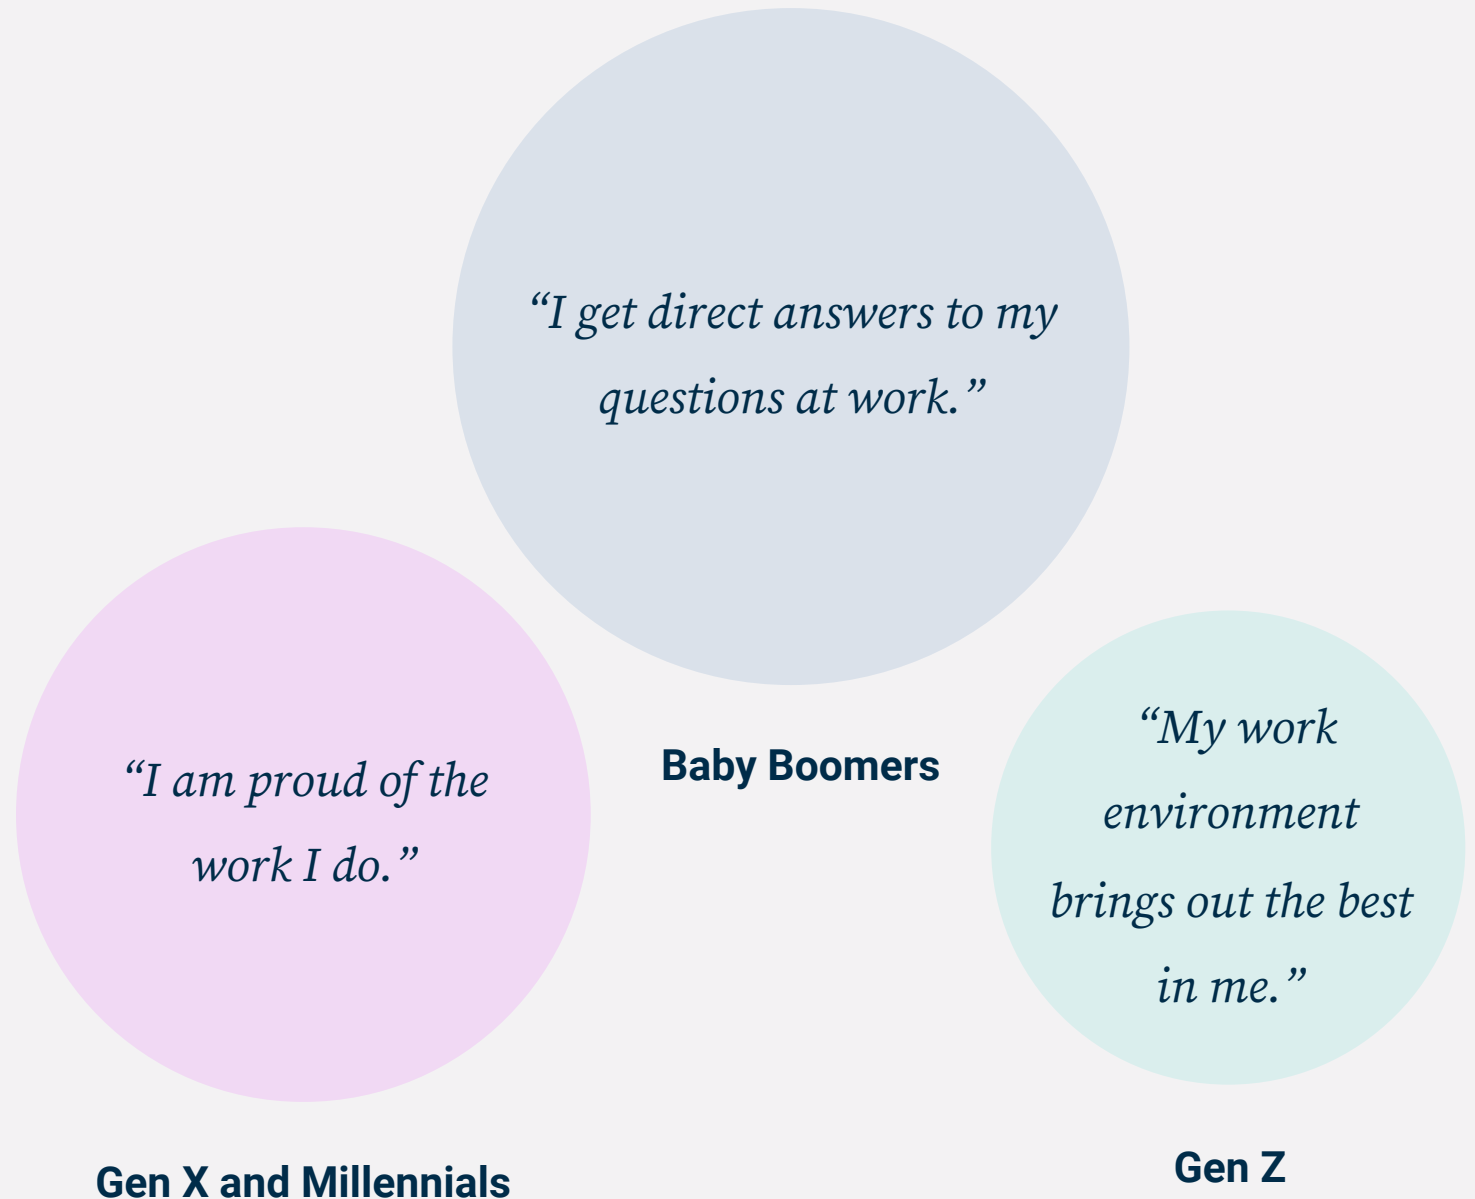 “I get direct answers to my
questions at work.”
Baby Boomers
“I am proud of the
work I do.”
Gen X and Millennials
“My work
environment
brings out the best
in me.”
Gen Z